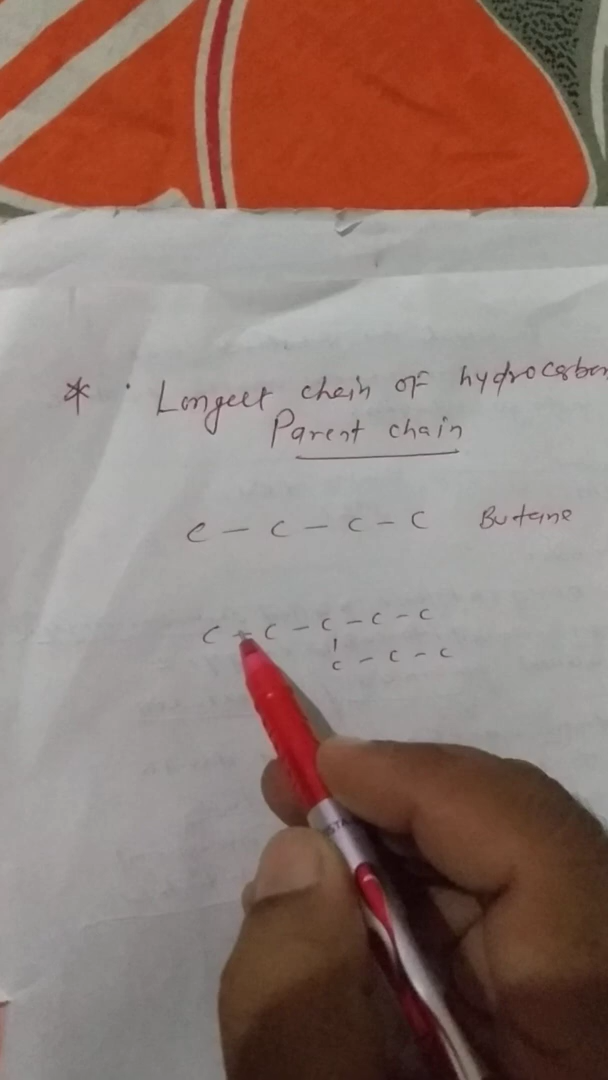 * · Longest chain of hydrocarbon
Parent chain
C - C - C - C Butane
C - C - C - C - C
C - C - C